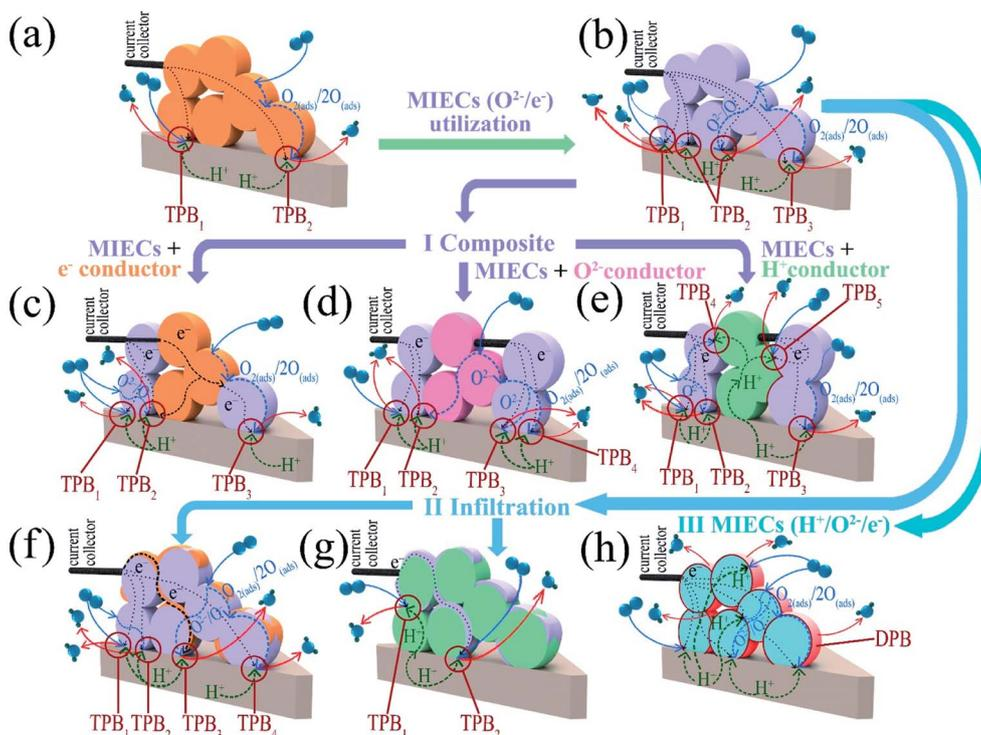 (a)
current
collector
O2(ads)/2O(ads)
H+
H+
TPB1
TPB2
MIECs (O2-/e-)
utilization
(b)
current
collector
O2-/O2-
O2(ads)/2O(ads)
H+
H+
TPB1
TPB2
TPB3
I Composite
MIECs +
e- conductor
MIECs + O2-conductor
MIECs +
H+conductor
(c)
current
collector
e-
e-
O2-
O2(ads)/2O(ads)
e-
H+
H+
TPB1
TPB2
TPB3
(d)
current
collector
e-
e-
O2-
O2-
O2(ads)/2O(ads)
H+
H+
TPB1
TPB2
TPB3
TPB4
(e)
current
collector
TPB4
TPB5
e-
e-
O2-
H+
O2(ads)/2O(ads)
H+
H+
TPB1
TPB2
TPB3
II Infiltration
III MIECs (H+/O2-/e-)
(f)
current
collector
e-
e-
O2-/O2-
O2(ads)/2O(ads)
H+
H+
TPB1
TPB2
TPB3
TPB4
(g)
current
collector
e-
H+
H+
TPB1
TPB2
(h)
current
collector
e-
H+
H+
O2(ads)/2O(ads)
H+
H+
DPB